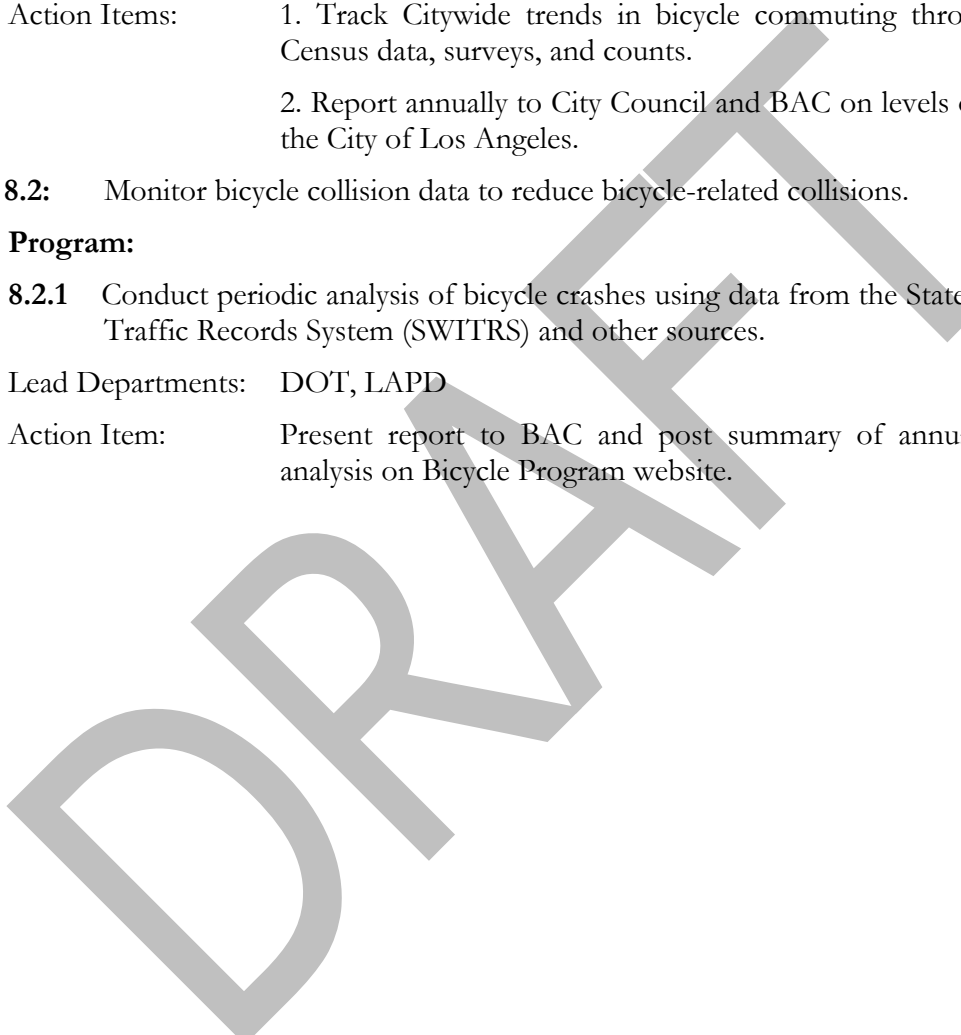 Action Items: 1. Track Citywide trends in bicycle commuting
Census data, surveys, and counts.
2. Report annually to City Council and BAC on levels
the City of Los Angeles.
8.2: Monitor bicycle collision data to reduce bicycle-related collisions.
Program:
8.2.1 Conduct periodic analysis of bicycle crashes using data from the State
Traffic Records System (SWITRS) and other sources.
Lead Departments: DOT, LAPD
Action Item: Present report to BAC and post summary of
analysis on Bicycle Program website.
DRAFT